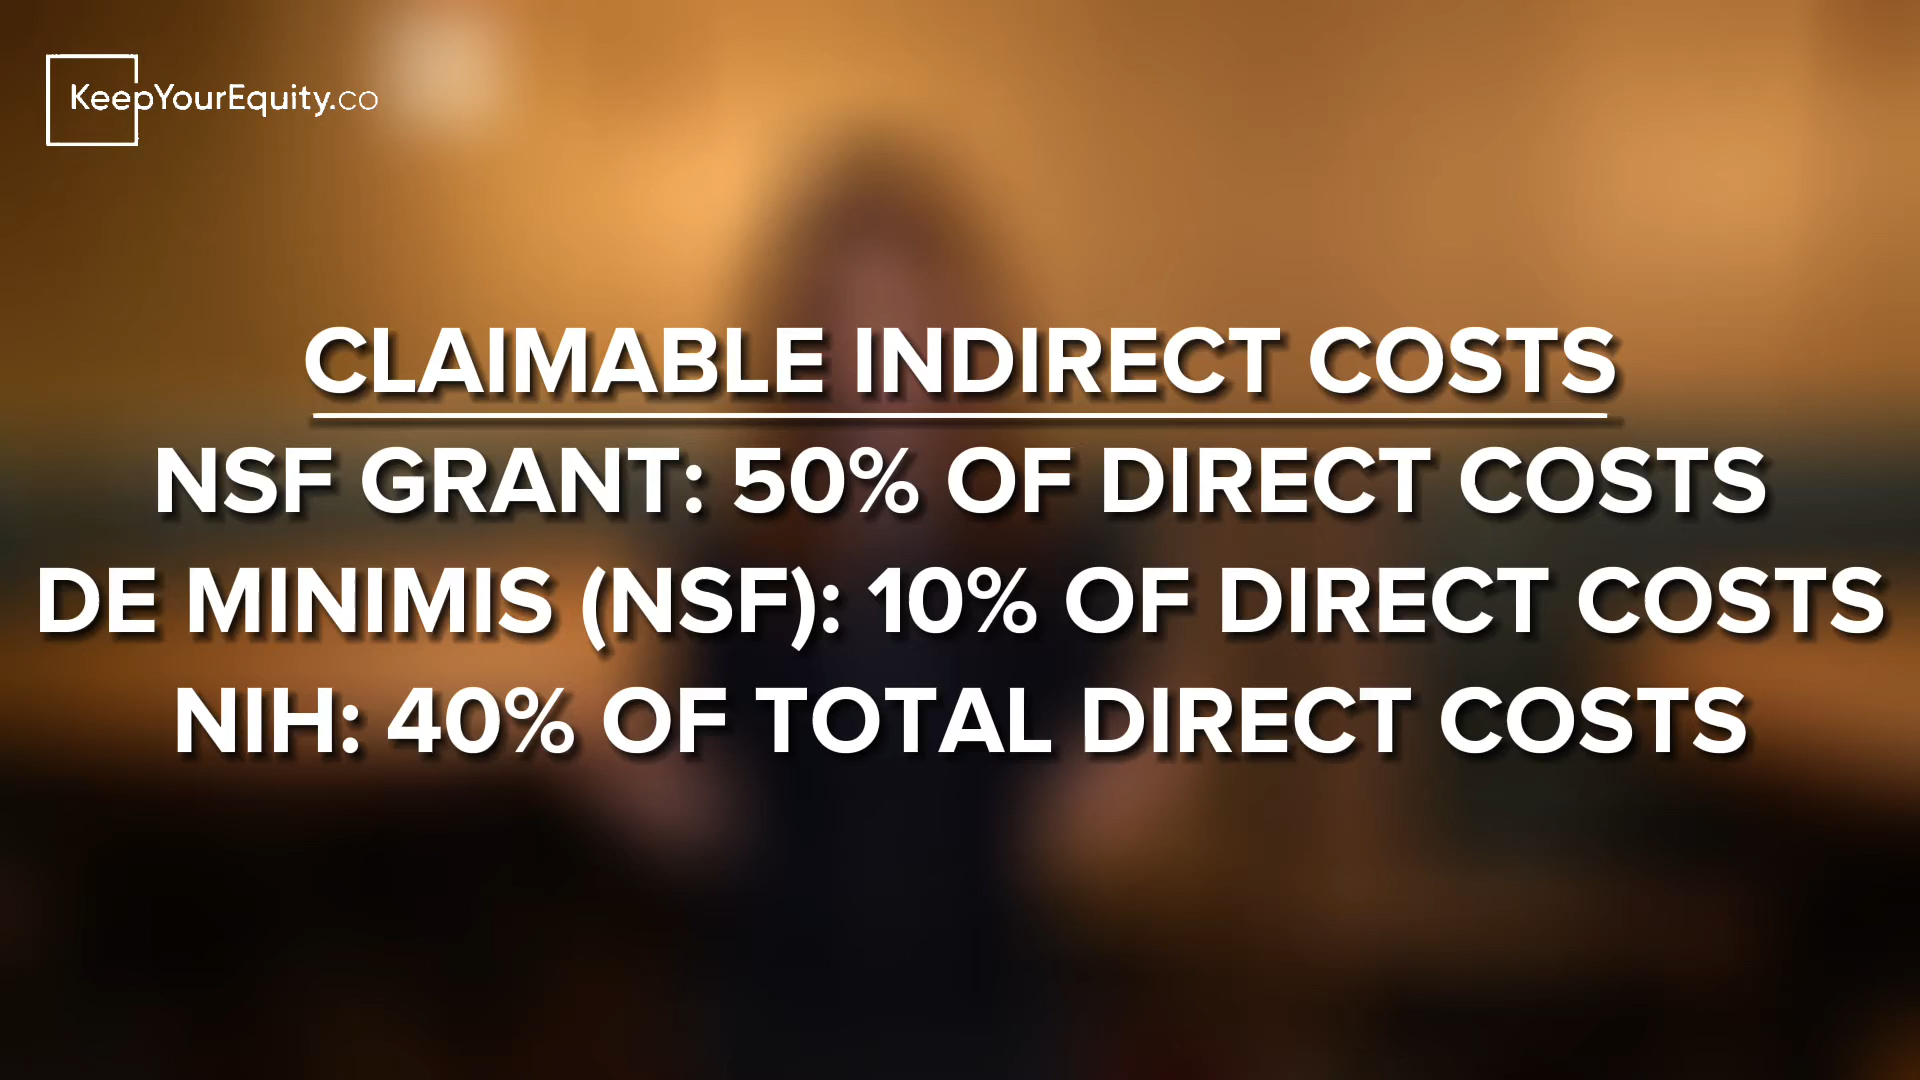 KeepYourEquity.co
CLAIMABLE INDIRECT COSTS
NSF GRANT: 50% OF DIRECT COSTS
DE MINIMIS (NSF): 10% OF DIRECT COSTS
NIH: 40% OF TOTAL DIRECT COSTS